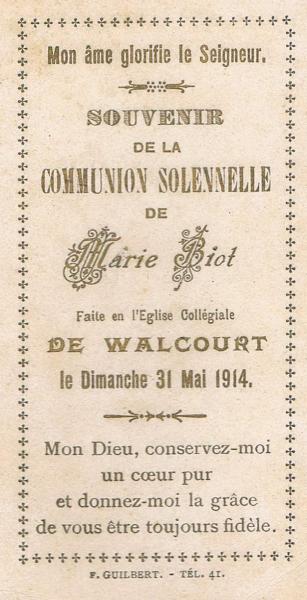 Mon âme glorifie le Seigneur.
SOUVENIR
DE LA
COMMUNION SOLENNELLE
DE
Marie Biot
Faite en l'Eglise Collégiale
DE WALCOURT
le Dimanche 31 Mai 1914.
Mon Dieu, conservez-moi
un cœur pur
et donnez-moi la grâce
de vous être toujours fidèle.
F. GUILBERT. - TÉL. 41.